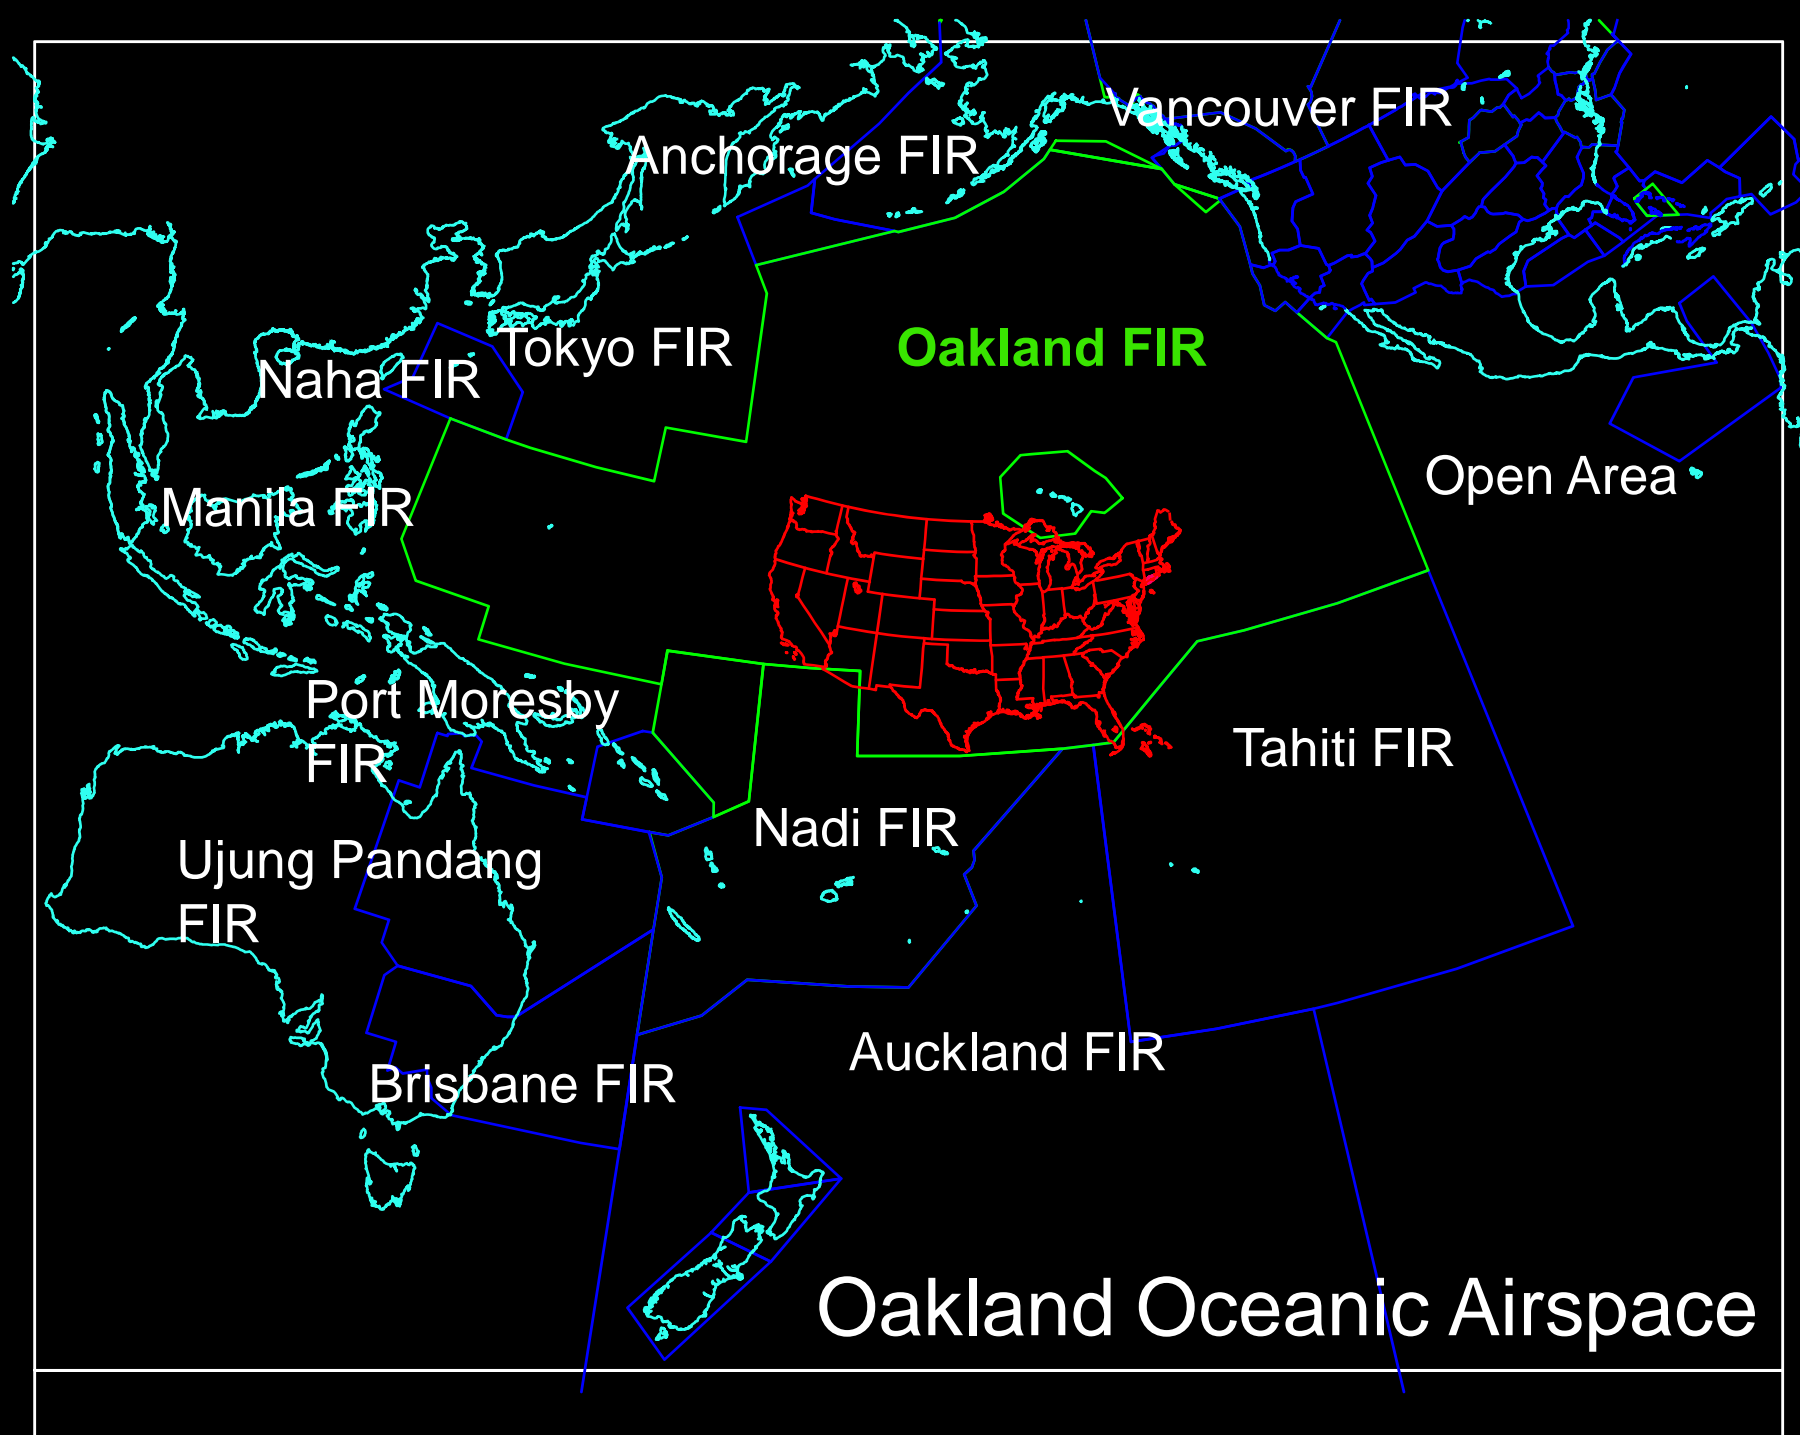 Vancouver FIR
Anchorage FIR
Tokyo FIR
Oakland FIR
Naha FIR
Open Area
Manila FIR
Port Moresby
FIR
Tahiti FIR
Nadi FIR
Ujung Pandang
FIR
Auckland FIR
Brisbane FIR
Oakland Oceanic Airspace